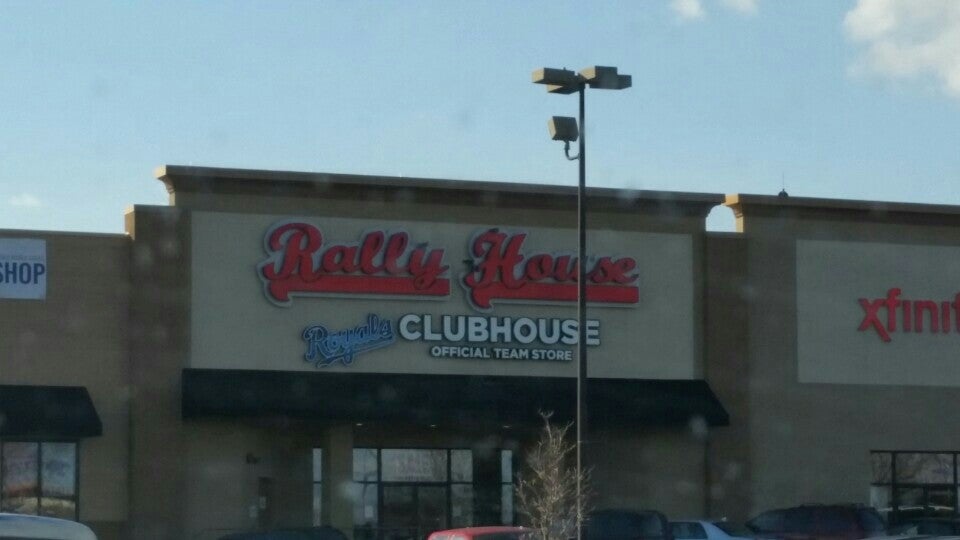 SHOP
Rally House
Royals CLUBHOUSE
OFFICIAL TEAM STORE
xfinit